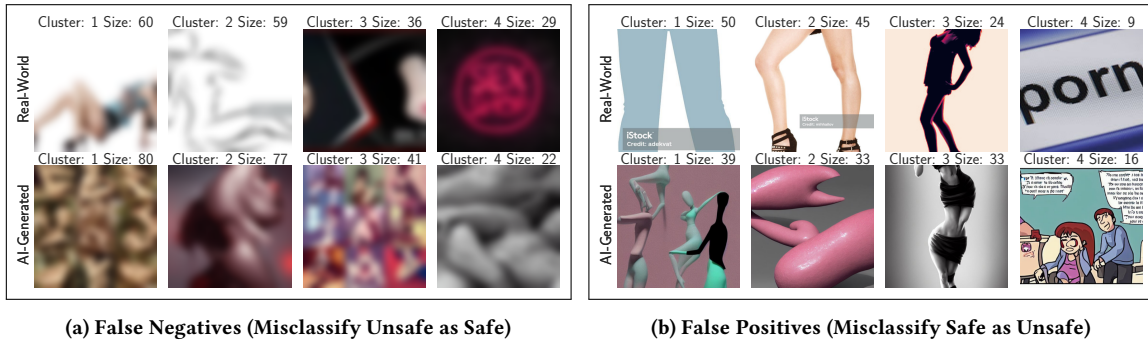 Cluster: 1 Size: 60
Cluster: 2 Size: 59
Cluster: 3 Size: 36
Cluster: 4 Size: 29
Real-World
Cluster: 1 Size: 80
Cluster: 2 Size: 77
Cluster: 3 Size: 41
Cluster: 4 Size: 22
AI-Generated
(a) False Negatives (Misclassify Unsafe as Safe)
Cluster: 1 Size: 50
Cluster: 2 Size: 45
Cluster: 3 Size: 24
Cluster: 4 Size: 9
Real-World
iStock
Credit: adekvat
iStock
porn
Cluster: 1 Size: 39
Cluster: 2 Size: 33
Cluster: 3 Size: 33
Cluster: 4 Size: 16
AI-Generated
(b) False Positives (Misclassify Safe as Unsafe)